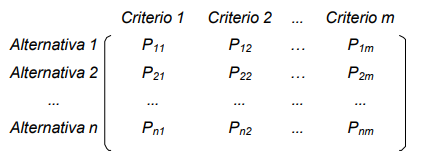 Criterio 1 Criterio 2 ... Criterio m
Alternativa 1 P11 P12 … P1m
Alternativa 2 P21 P22 … P2m
... ... ... ... ...
Alternativa n Pn1 Pn2 ... Pnm